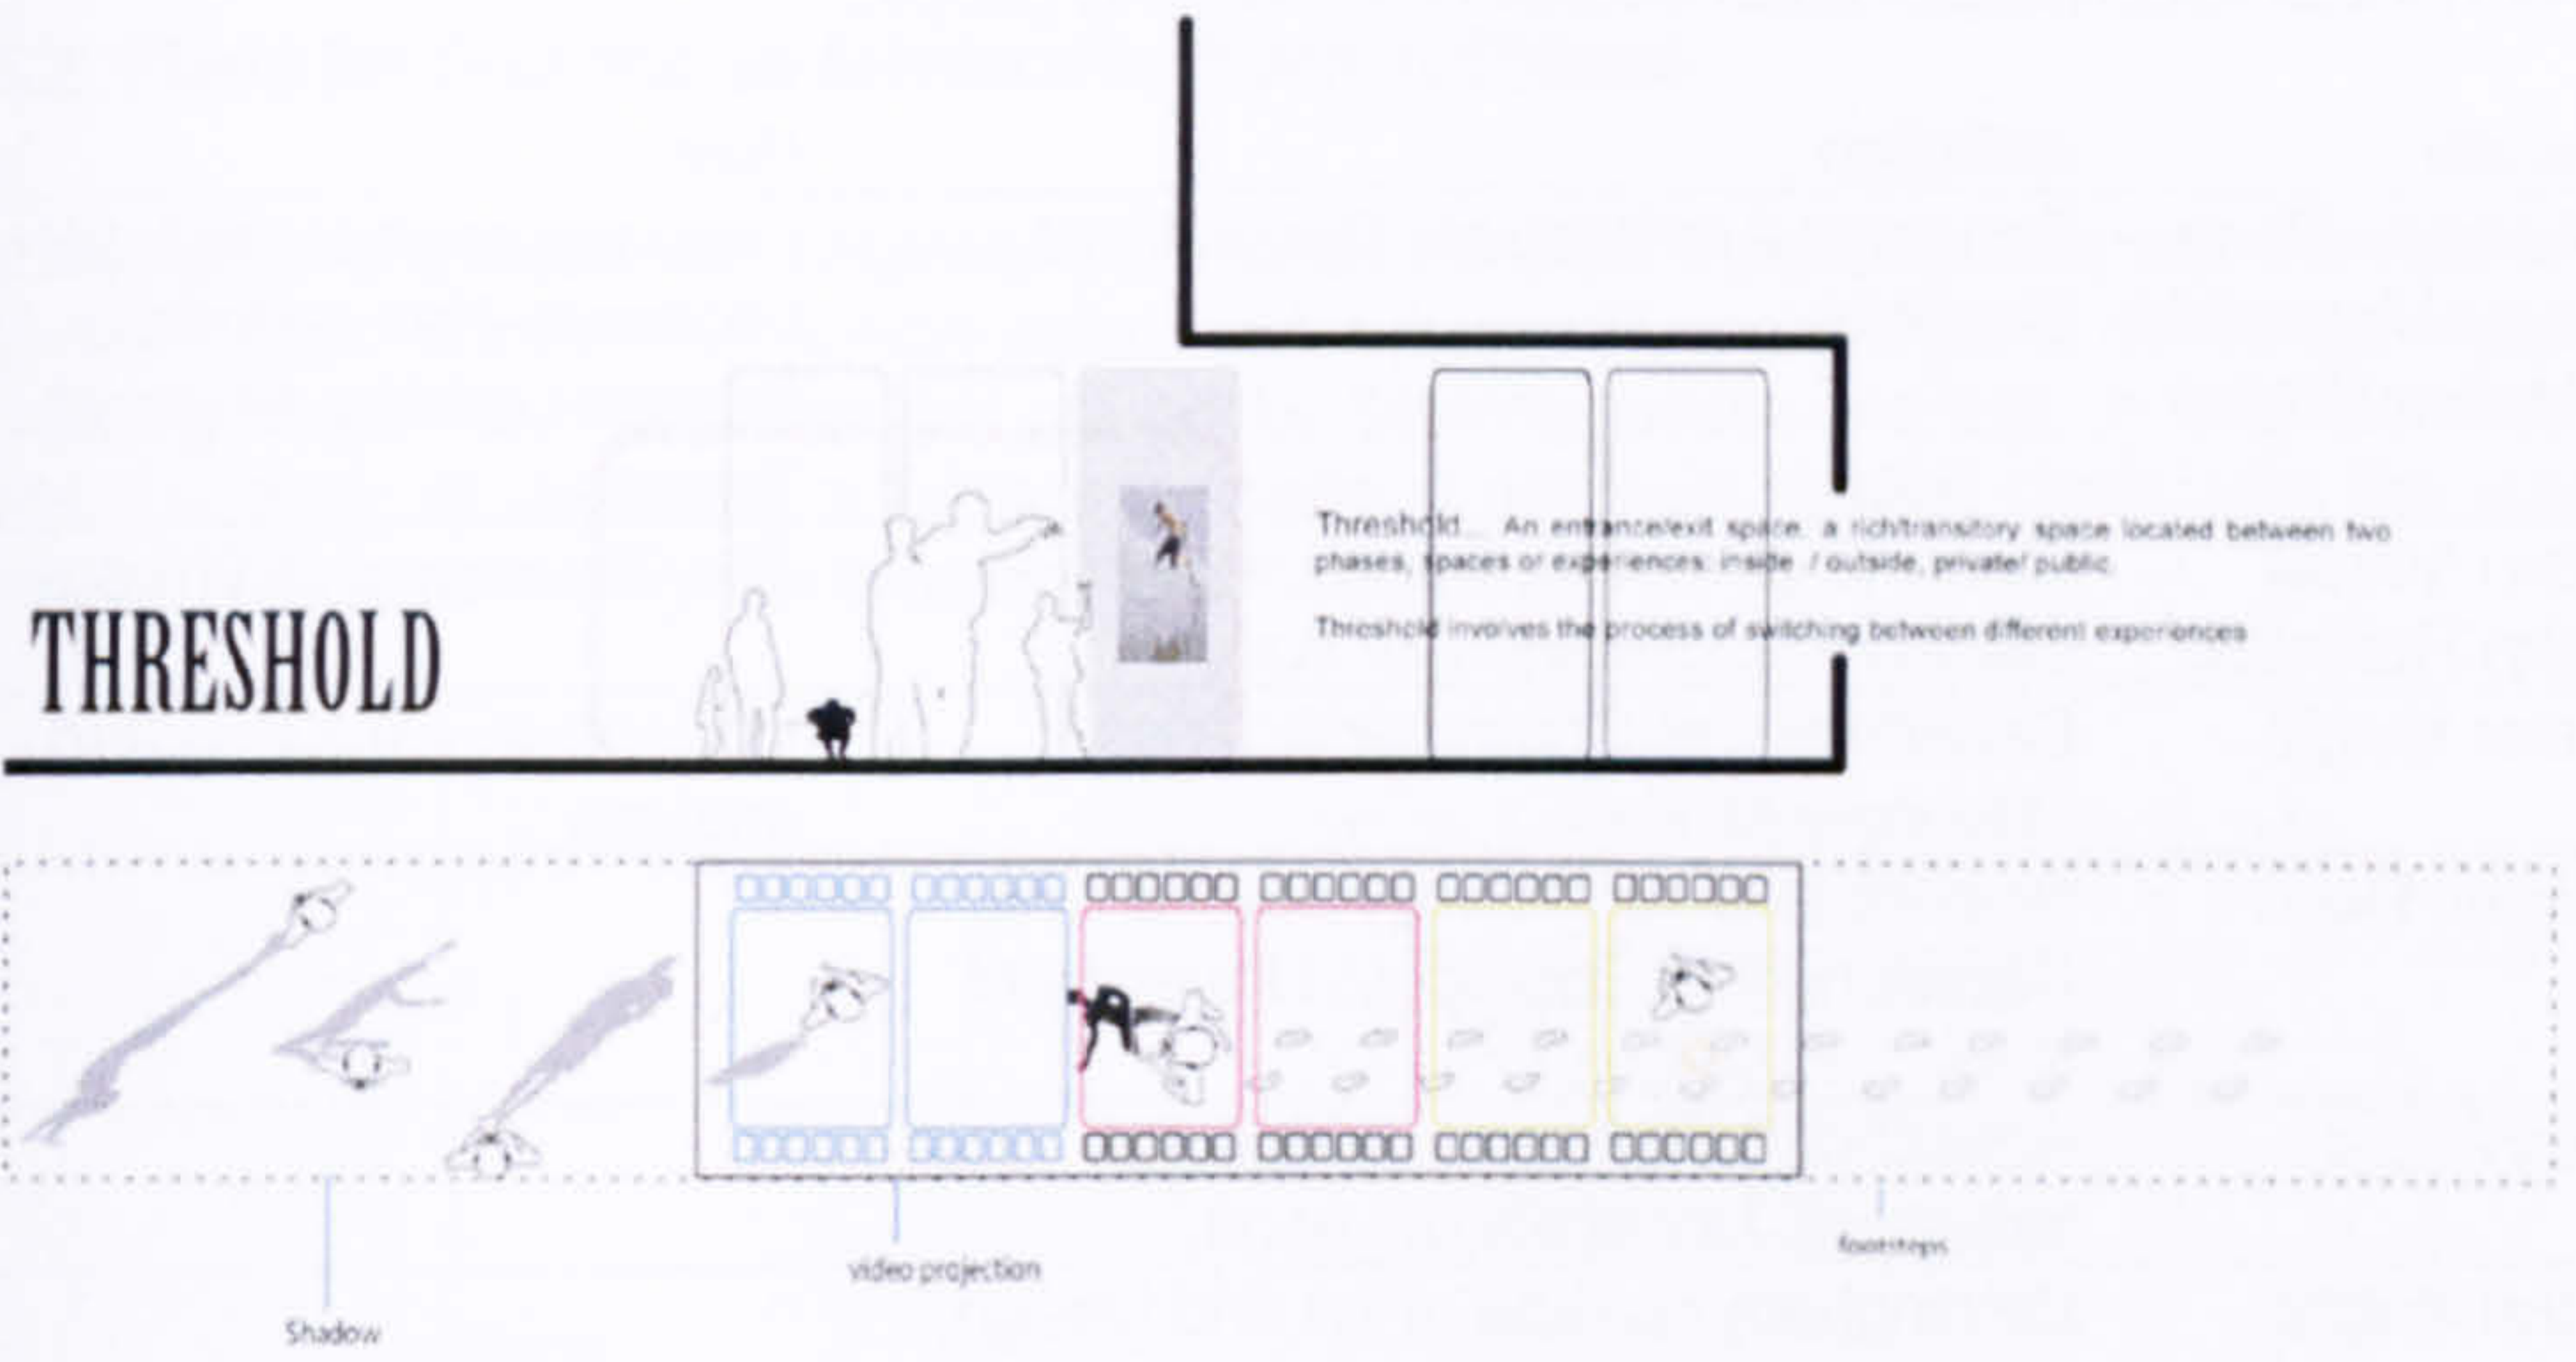 Threshold... An entrance/exit space. a rich/transitory space located between two
phases, spaces or experiences: inside / outside, private/ public.
Threshold involves the process of switching between different experiences
THRESHOLD
video projection
footsteps
Shadow